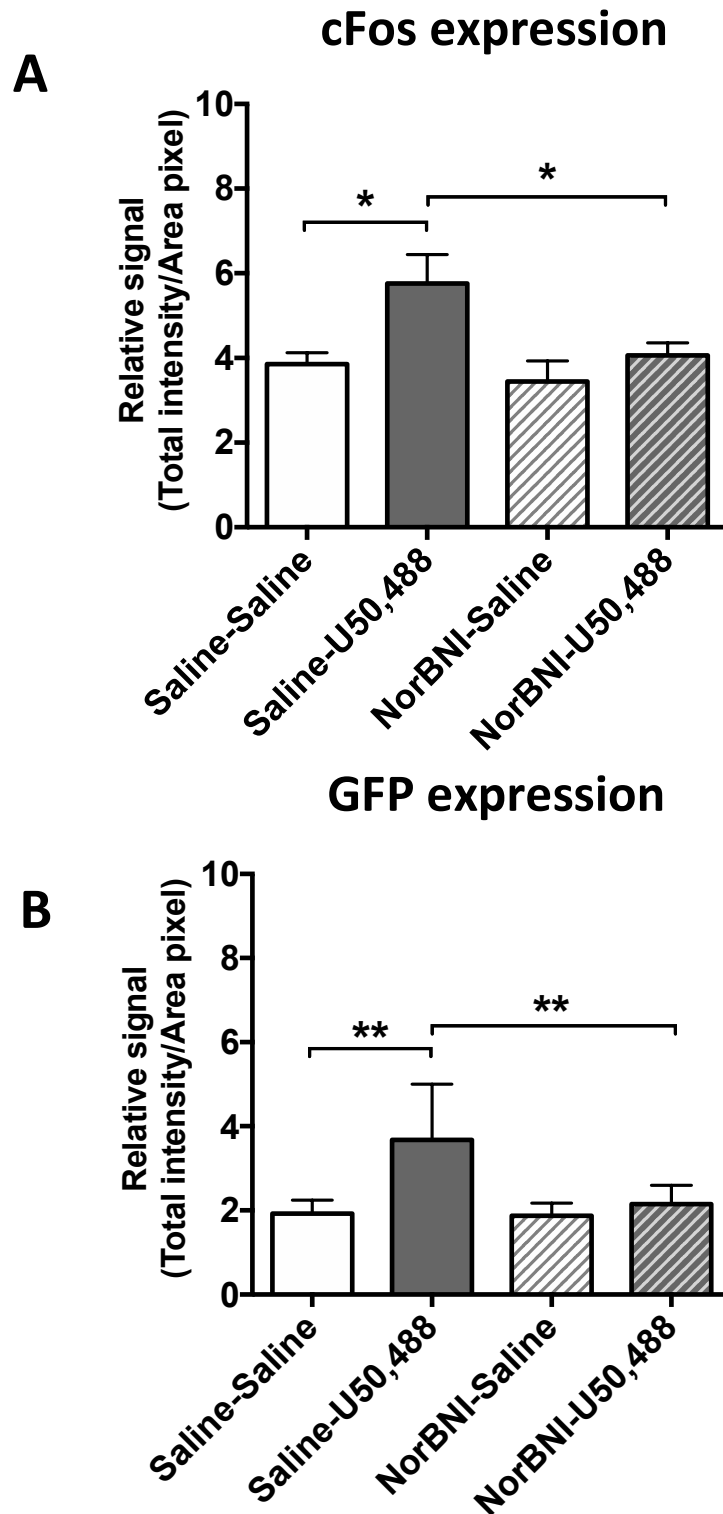 cFos expression
A
10
8
6
4
2
0
Relative signal
(Total intensity/Area pixel)
*
*
Saline-Saline
Saline-U50,488
NorBNI-Saline
NorBNI-U50,488
GFP expression
B
10
8
6
4
2
0
Relative signal
(Total intensity/Area pixel)
**
**
Saline-Saline
Saline-U50,488
NorBNI-Saline
NorBNI-U50,488